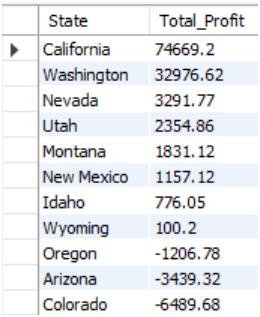 State Total_Profit
California 74669.2
Washington 32976.62
Nevada 3291.77
Utah 2354.86
Montana 1831.12
New Mexico 1157.12
Idaho 776.05
Wyoming 100.2
Oregon -1206.78
Arizona -3439.32
Colorado -6489.68